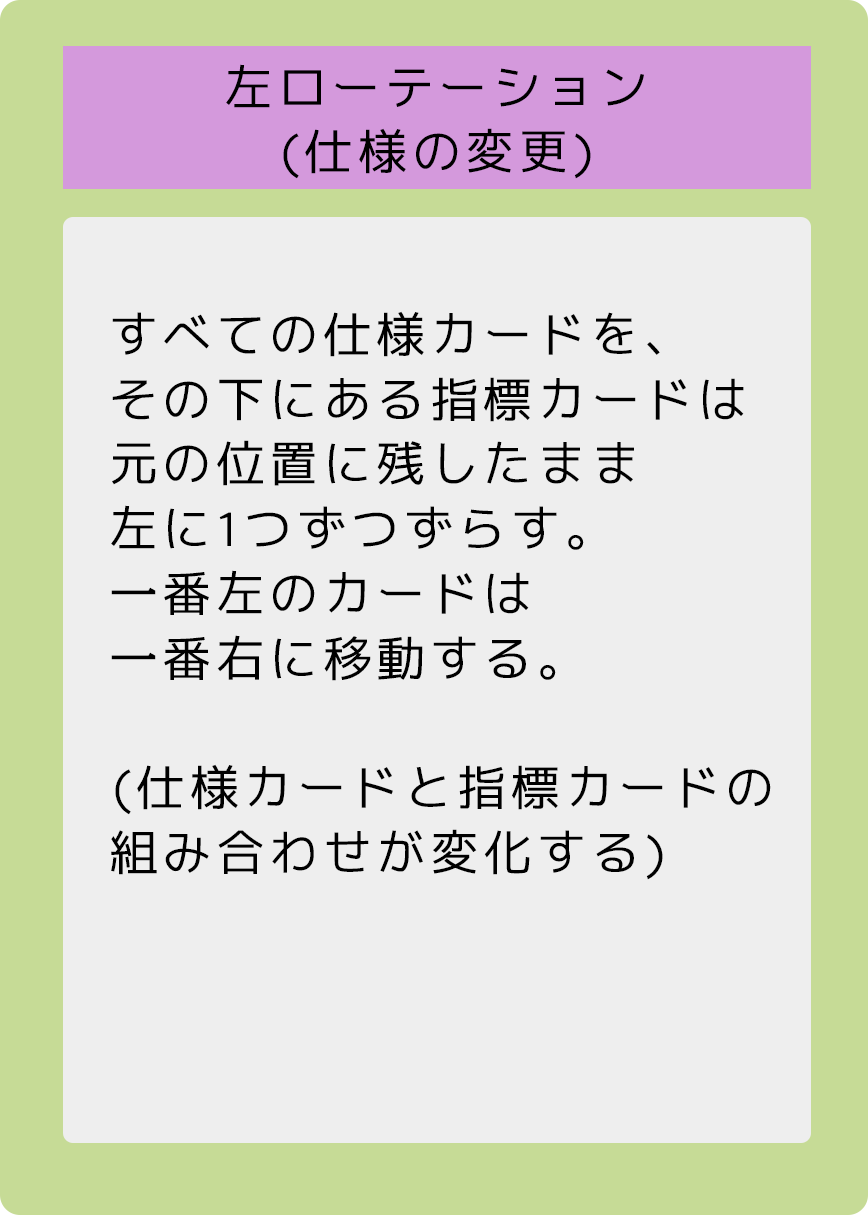 左ローテーション
(仕様の変更)
すべての仕様カードを、
その下にある指標カードは
元の位置に残したまま
左に1つずつずらす。
一番左のカードは
一番右に移動する。
(仕様カードと指標カードの
組み合わせが変化する)